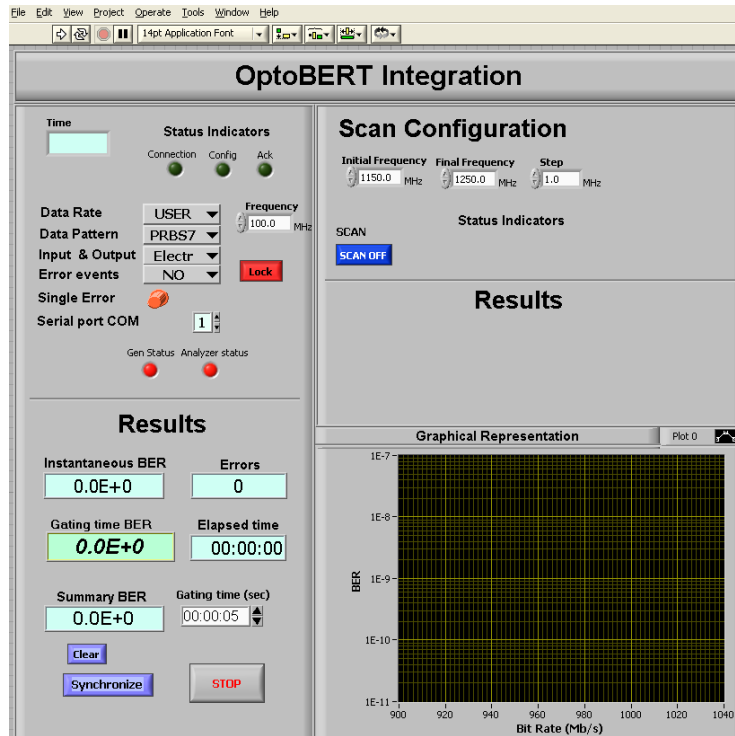 File Edit View Project Operate Tools Window Help
14pt Application Font
OptoBERT Integration
Time
Status Indicators
Connection Config Ack
Data Rate USER
Frequency
100.0 MHz
Data Pattern PRBS7
Input & Output Electr
Error events NO
Lock
Single Error
Serial port COM 1
Gen Status Analyzer status
Results
Instantaneous BER Errors
0.0E+0 0
Gating time BER Elapsed time
0.0E+0 00:00:00
Summary BER Gating time (sec)
0.0E+0 00:00:05
Clear
Synchronize STOP
Scan Configuration
Initial Frequency Final Frequency Step
1150.0 MHz 1250.0 MHz 1.0 MHz
Status Indicators
SCAN
SCAN OFF
Results
Graphical Representation Plot 0
1E-7
1E-8
1E-9
1E-10
1E-11
BER
900 920 940 960 980 1000 1020 1040
Bit Rate (Mb/s)